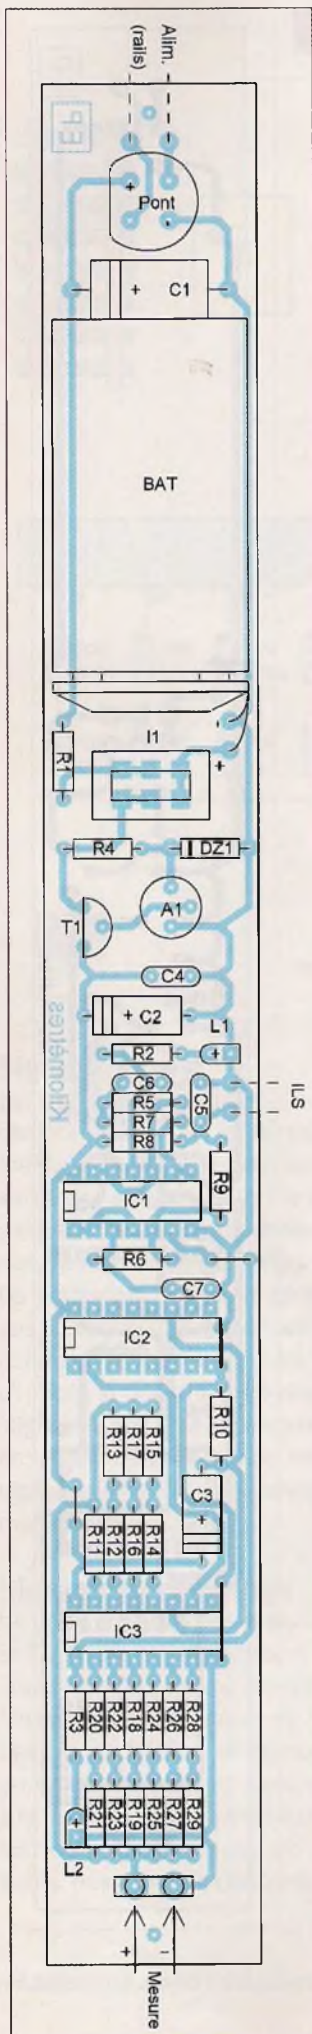 Alim.
(rails)
EP
+
Pont
-
+ C1
BAT
-
+
I1
R1
R4
DZ1
T1
A1
C4
+ C2
L1
Kilomètres
R2
+
C6
R5
C5
ILS
R7
R8
R9
IC1
R6
C7
IC2
R10
R13
R17
R15
C3
+
R11
R12
R16
R14
IC3
R3
R20
R22
R18
R24
R26
R28
+
R21
R23
R19
R25
R27
R29
L2
+
-
Mesure